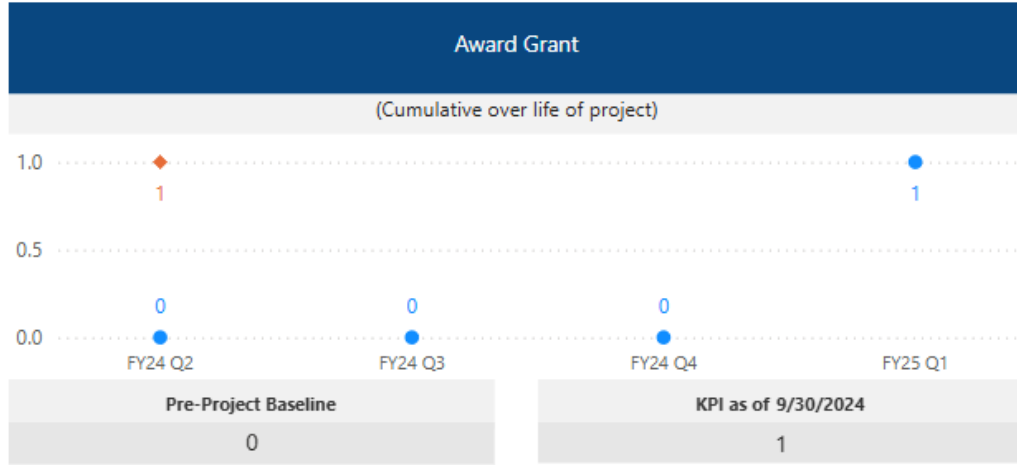 Award Grant
(Cumulative over life of project)
1.0
1
1
0.5
0
0
0
0.0
FY24 Q2
FY24 Q3
FY24 Q4
FY25 Q1
Pre-Project Baseline
KPI as of 9/30/2024
0
1